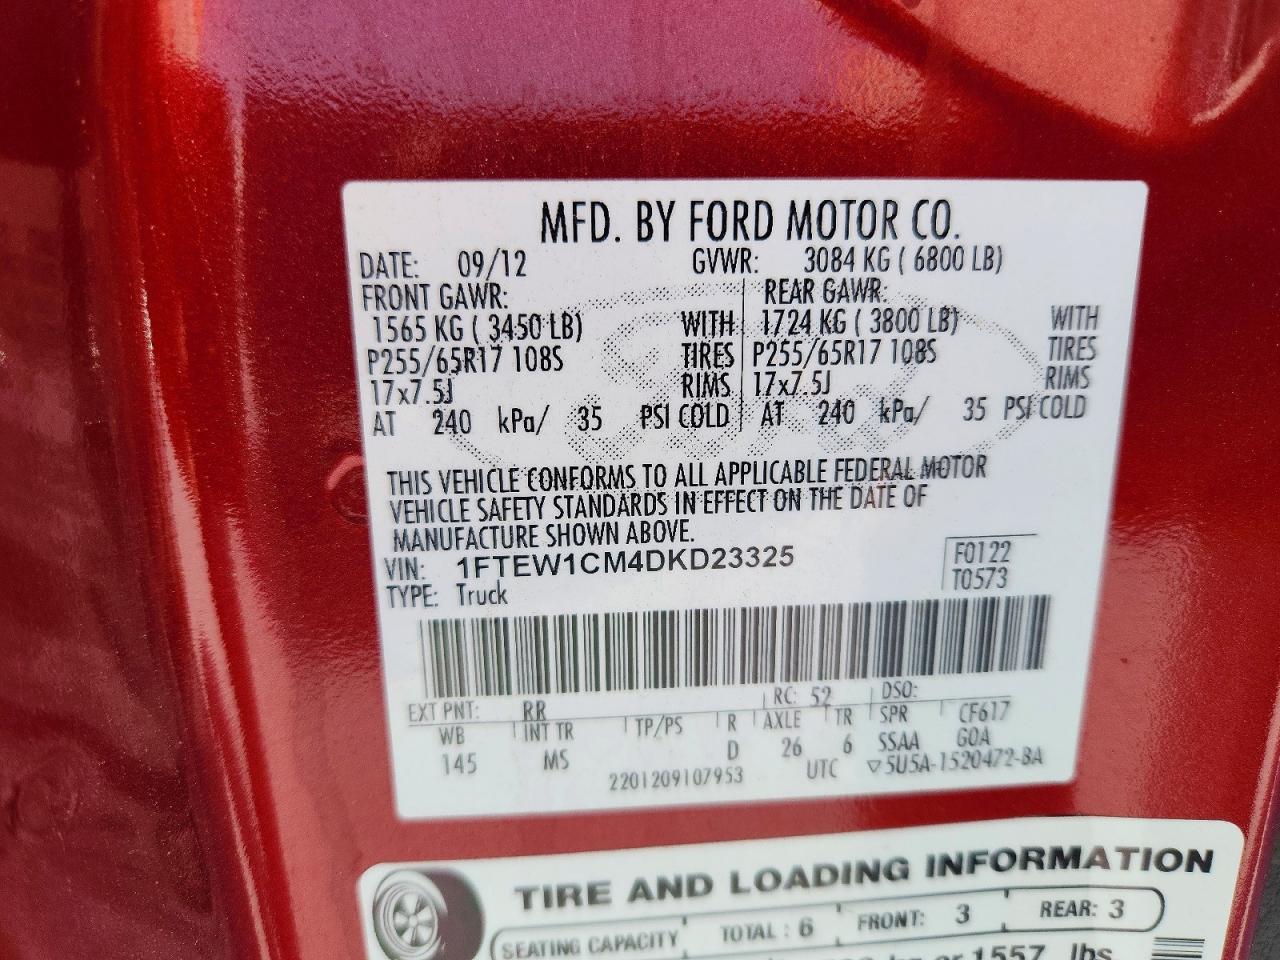 MFD. BY FORD MOTOR CO.
DATE: 09/12 GVWR: 3084 KG ( 6800 LB)
FRONT GAWR: REAR GAWR:
1565 KG ( 3450 LB) WITH 1724 KG ( 3800 LB) WITH
P255/65R17 108S TIRES P255/65R17 108S TIRES
17x7.5J RIMS 17x7.5J RIMS
AT 240 kPa/ 35 PSI COLD AT 240 kPa/ 35 PSI COLD
THIS VEHICLE CONFORMS TO ALL APPLICABLE FEDERAL MOTOR
VEHICLE SAFETY STANDARDS IN EFFECT ON THE DATE OF
MANUFACTURE SHOWN ABOVE.
VIN: 1FTEW1CM4DKD23325 F0122
TYPE: Truck T0573
EXT PNT: RR RC: 52 DSO:
WB INT TR TP/PS R AXLE TR SPR CF617
145 MS D 26 6 SSAA GOA
2201209107953 UTC ▽5U5A-1520472-BA
TIRE AND LOADING INFORMATION
SEATING CAPACITY TOTAL : 6 FRONT: 3 REAR: 3
kg or 1557 lbs